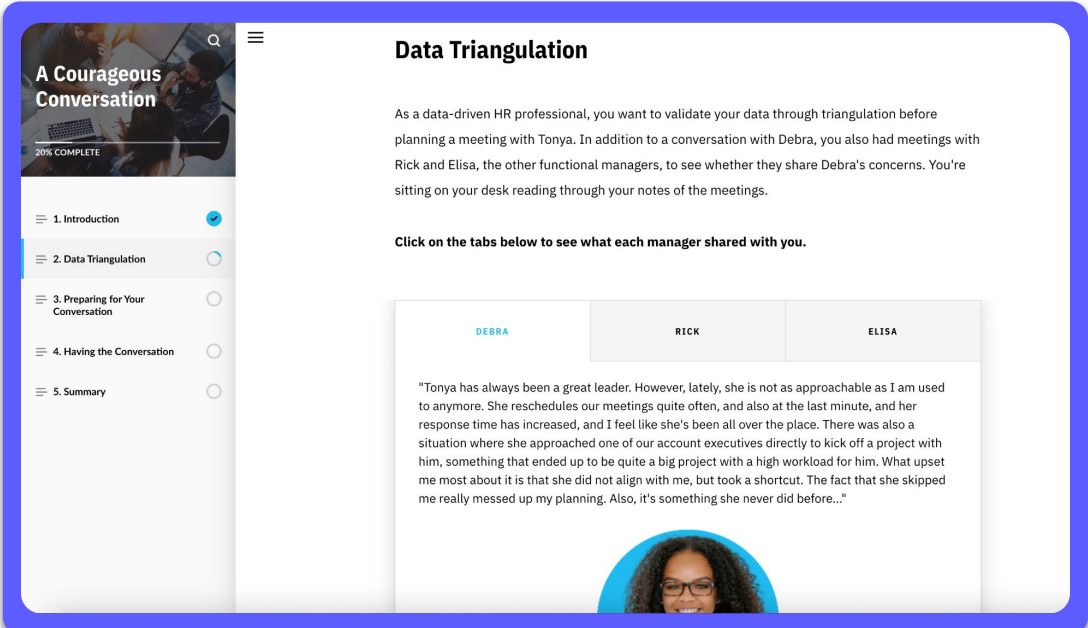 A Courageous
Conversation
20% COMPLETE
1. Introduction
2. Data Triangulation
3. Preparing for Your
Conversation
4. Having the Conversation
5. Summary
Data Triangulation
As a data-driven HR professional, you want to validate your data through triangulation before
planning a meeting with Tonya. In addition to a conversation with Debra, you also had meetings with
Rick and Elisa, the other functional managers, to see whether they share Debra's concerns. You're
sitting on your desk reading through your notes of the meetings.
Click on the tabs below to see what each manager shared with you.
DEBRA
RICK
ELISA
"Tonya has always been a great leader. However, lately, she is not as approachable as I am used
to anymore. She reschedules our meetings quite often, and also at the last minute, and her
response time has increased, and I feel like she's been all over the place. There was also a
situation where she approached one of our account executives directly to kick off a project with
him, something that ended up to be quite a big project with a high workload for him. What upset
me most about it is that she did not align with me, but took a shortcut. The fact that she skipped
me really messed up my planning. Also, it's something she never did before..."